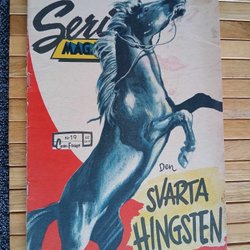 Seri
MAGA
Nr 19
Den
SVARTA
HINGSTEN